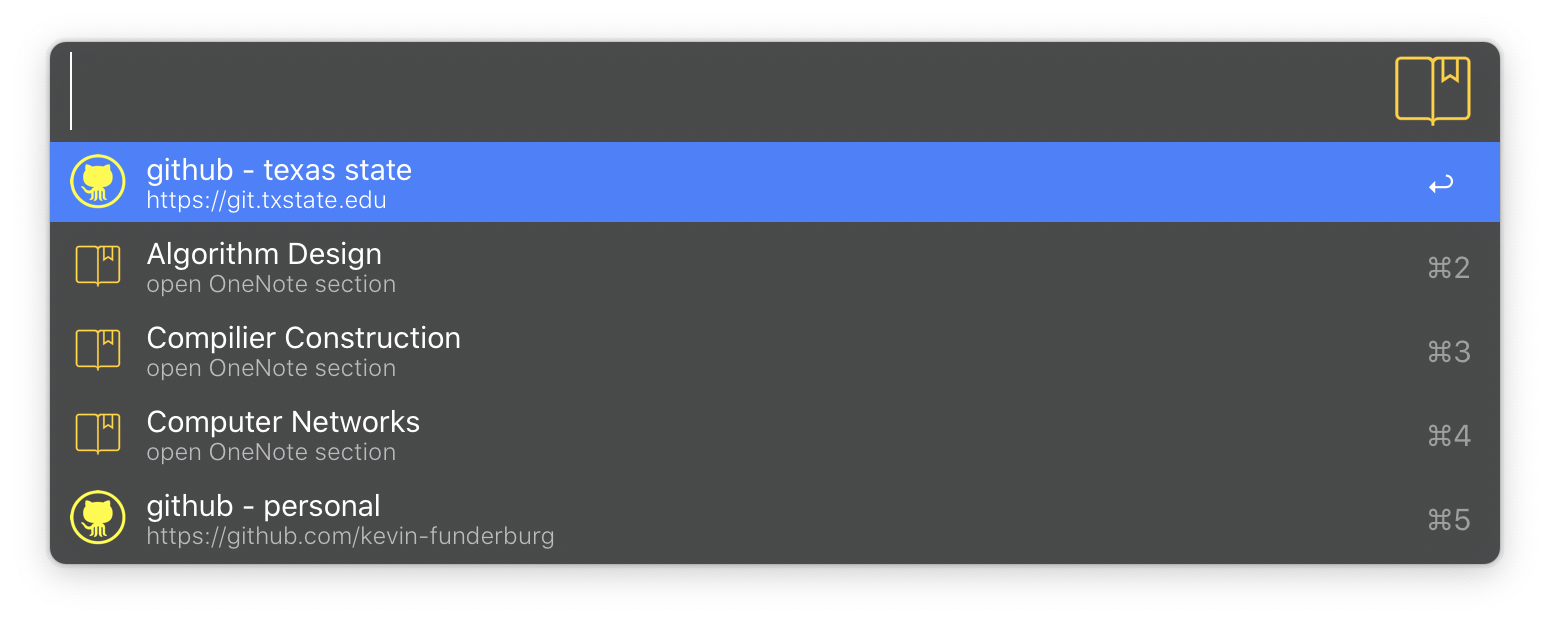 github - texas state
https://git.txstate.edu
Algorithm Design
open OneNote section
⌘2
Compilier Construction
open OneNote section
⌘3
Computer Networks
open OneNote section
⌘4
github - personal
https://github.com/kevin-funderburg
⌘5